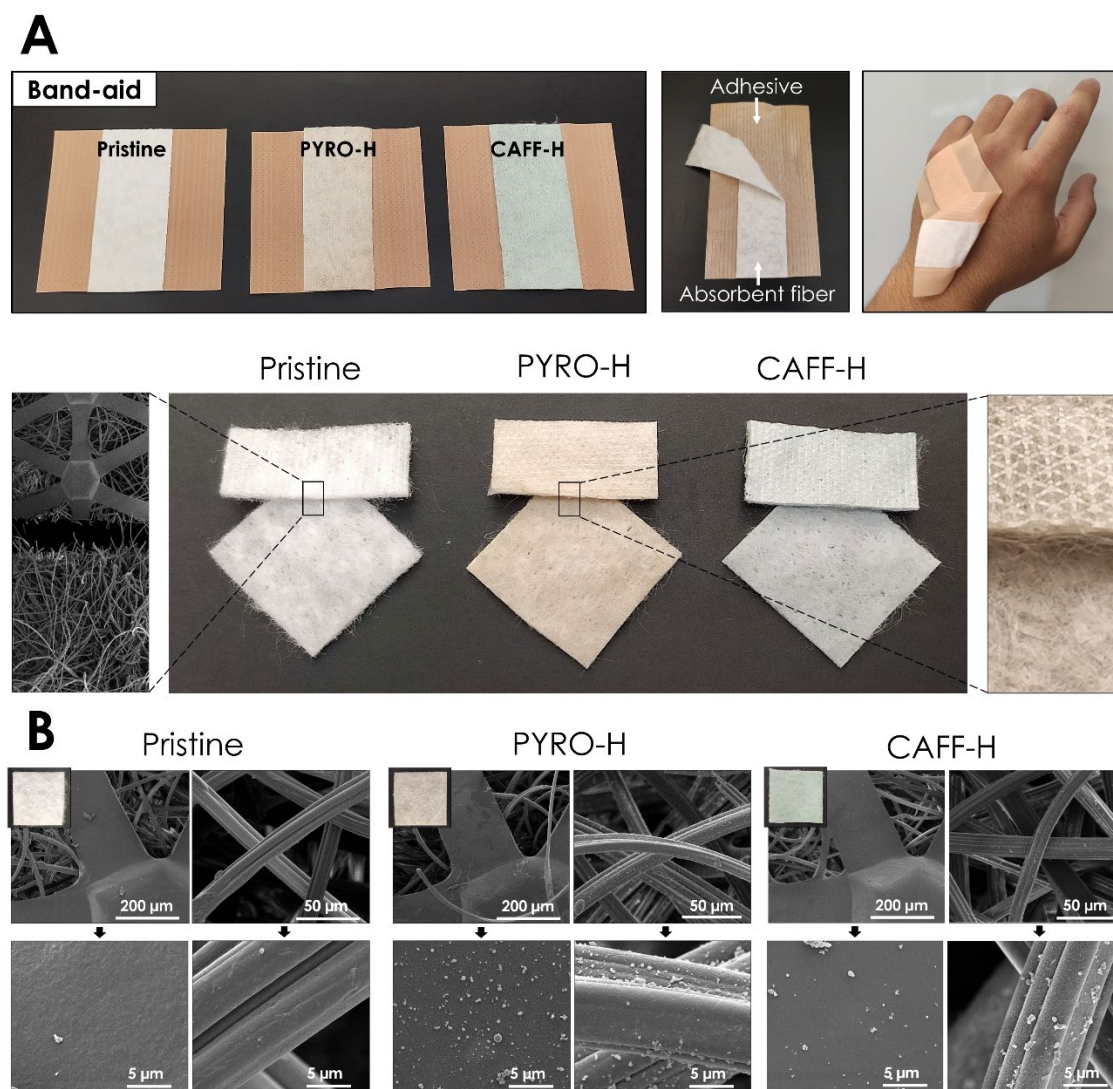 A
Band-aid
Pristine
PYRO-H
CAFF-H
Adhesive
Absorbent fiber
Pristine
PYRO-H
CAFF-H
B
Pristine
PYRO-H
CAFF-H
200 µm
50 µm
200 µm
50 µm
200 µm
50 µm
5 µm
5 µm
5 µm
5 µm
5 µm
5 µm